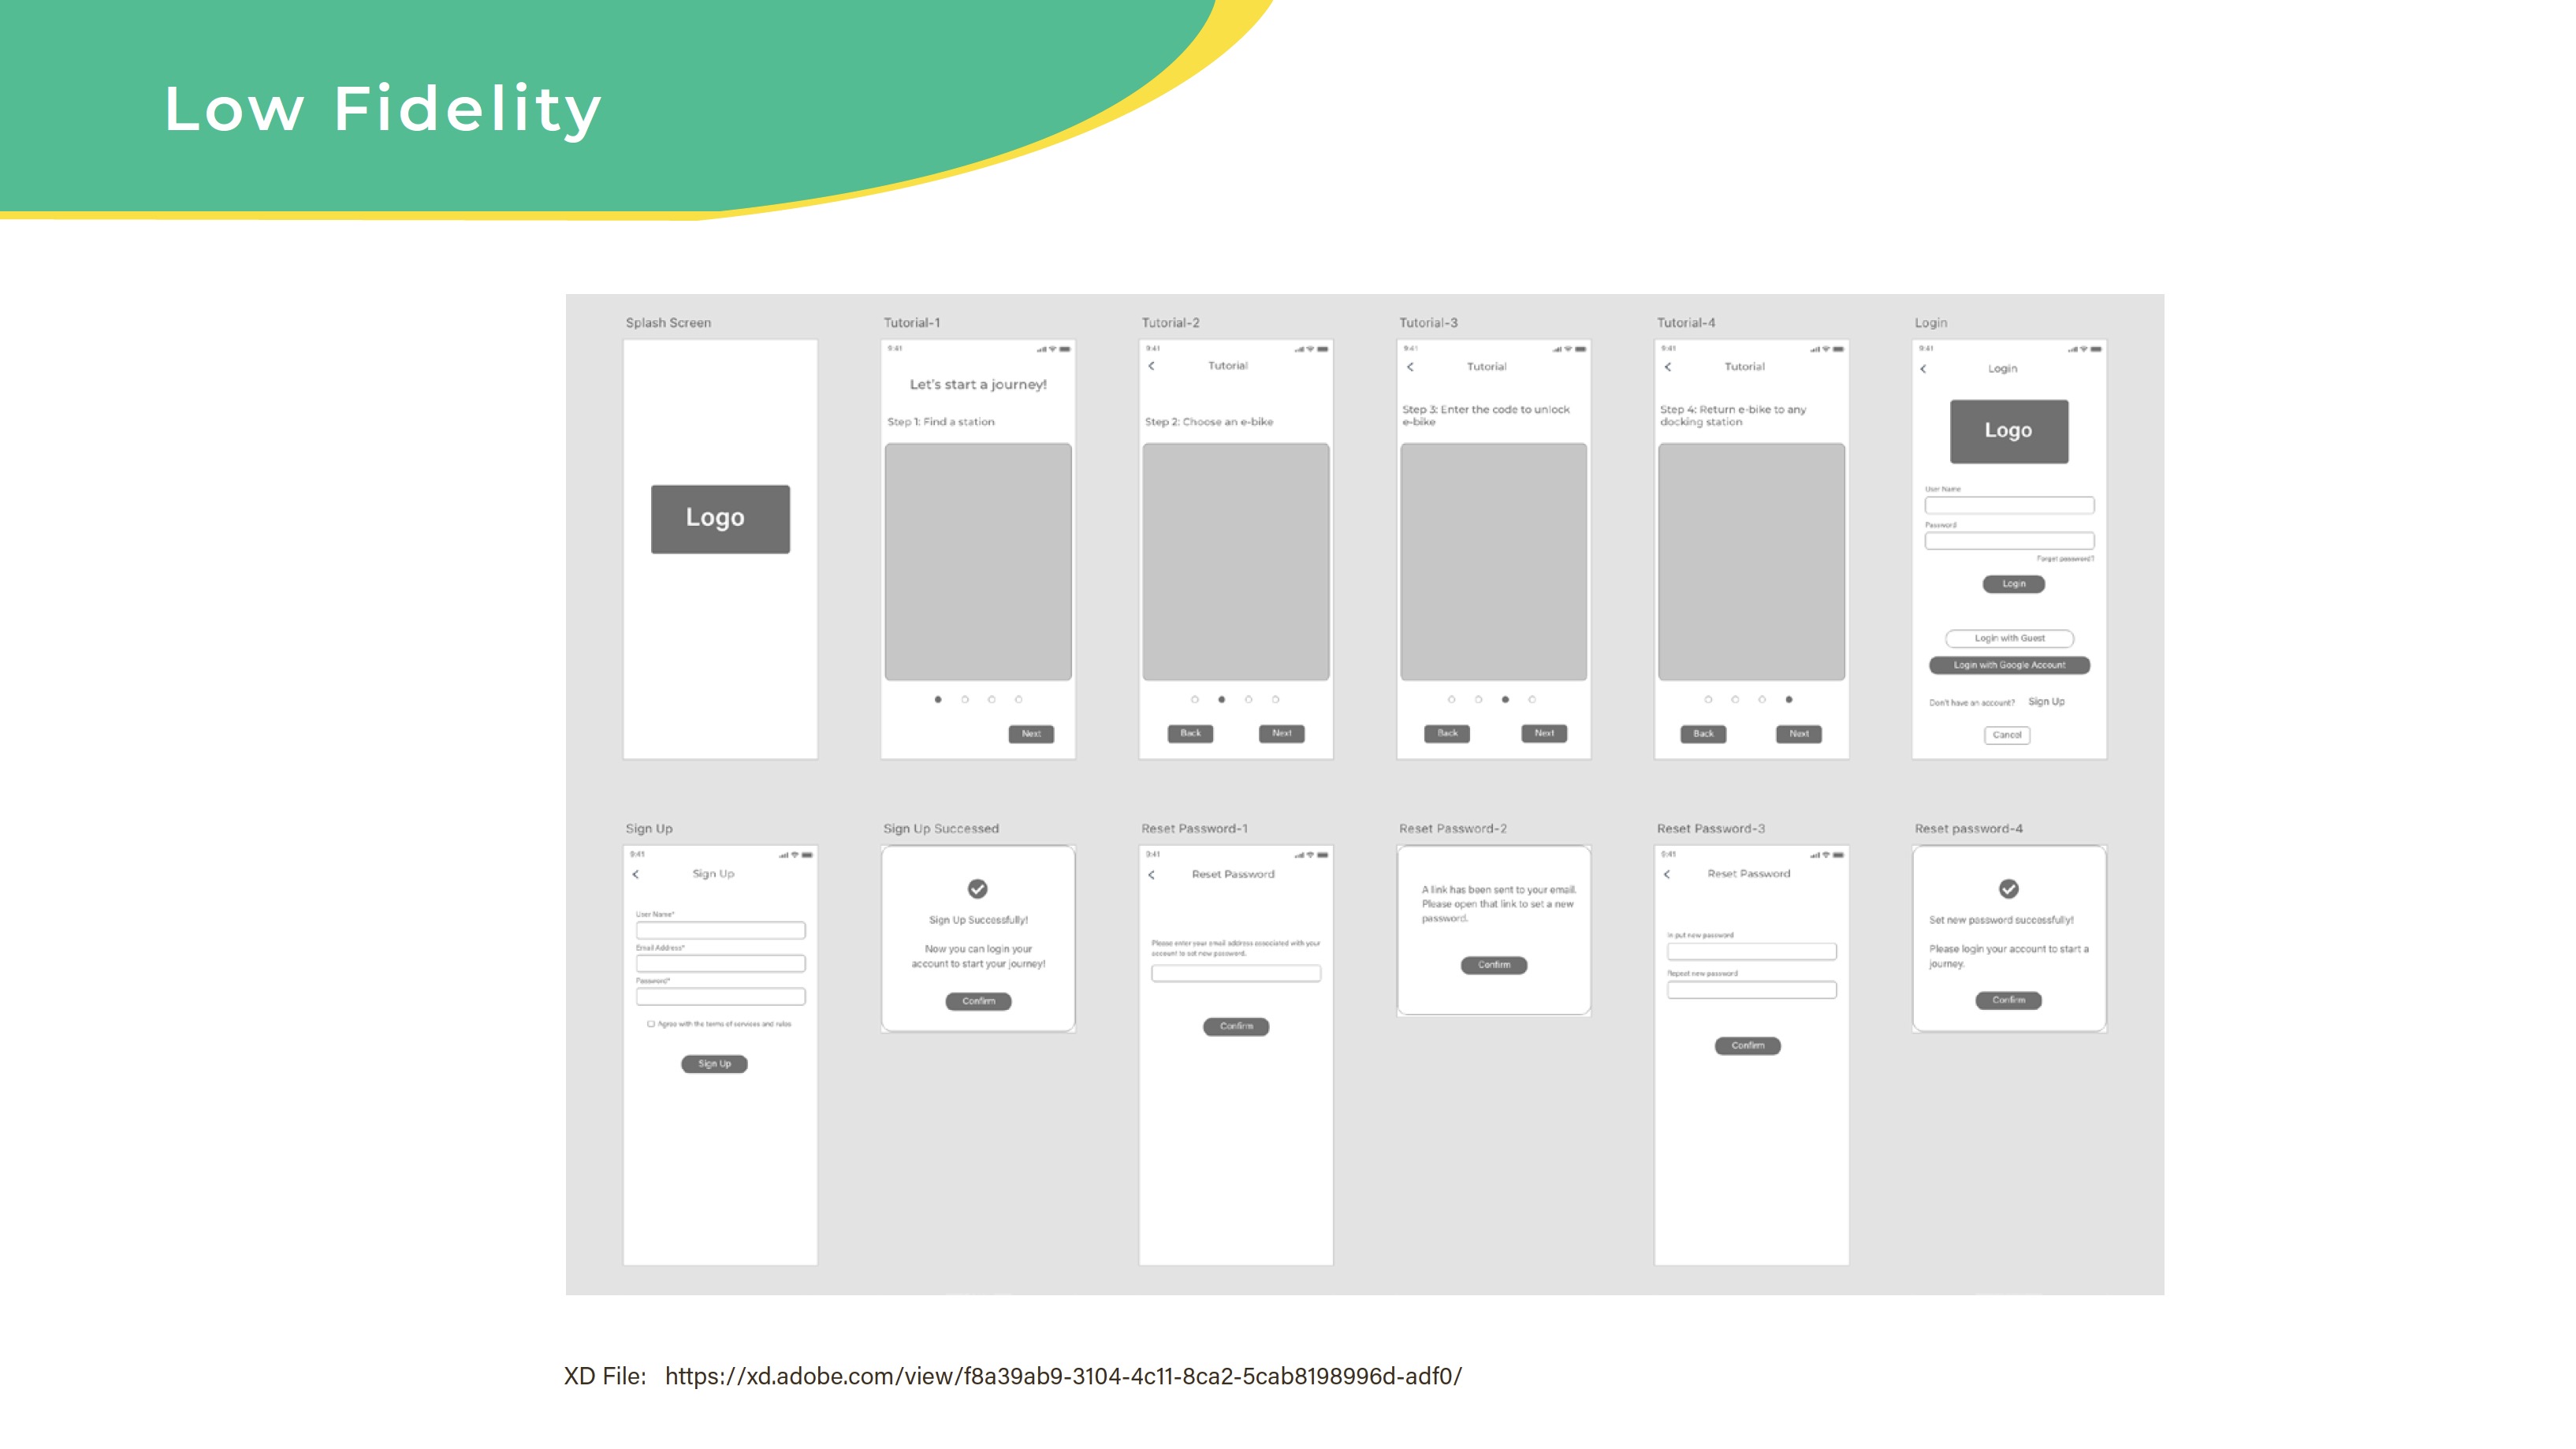 Low Fidelity
Splash Screen
Logo
Tutorial-1
9:41
Let's start a journey!
Step 1: Find a station
Next
Tutorial-2
9:41
Tutorial
Step 2: Choose an e-bike
Back
Next
Tutorial-3
9:41
Tutorial
Step 3: Enter the code to unlock
e-bike
Back
Next
Tutorial-4
9:41
Tutorial
Step 4: Return e-bike to any
docking station
Back
Next
Login
9:41
Login
Logo
User Name
Password
Forget password?
Login
Login with Guest
Login with Google Account
Don't have an account? Sign Up
Cancel
Sign Up
9:41
Sign Up
User Name*
Email Address*
Password*
Agree with the terms of services and rules
Sign Up
Sign Up Successed
Sign Up Successfully!
Now you can login your
account to start your journey!
Confirm
Reset Password-1
9:41
Reset Password
Please enter your email address associated with your
account to set new password.
Confirm
Reset Password-2
A link has been sent to your email.
Please open that link to set a new
password.
Confirm
Reset Password-3
9:41
Reset Password
In put new password
Repeat new password
Confirm
Reset password-4
Set new password successfully!
Please login your account to start a
journey.
Confirm
XD File: https://xd.adobe.com/view/f8a39ab9-3104-4c11-8ca2-5cab8198996d-adf0/